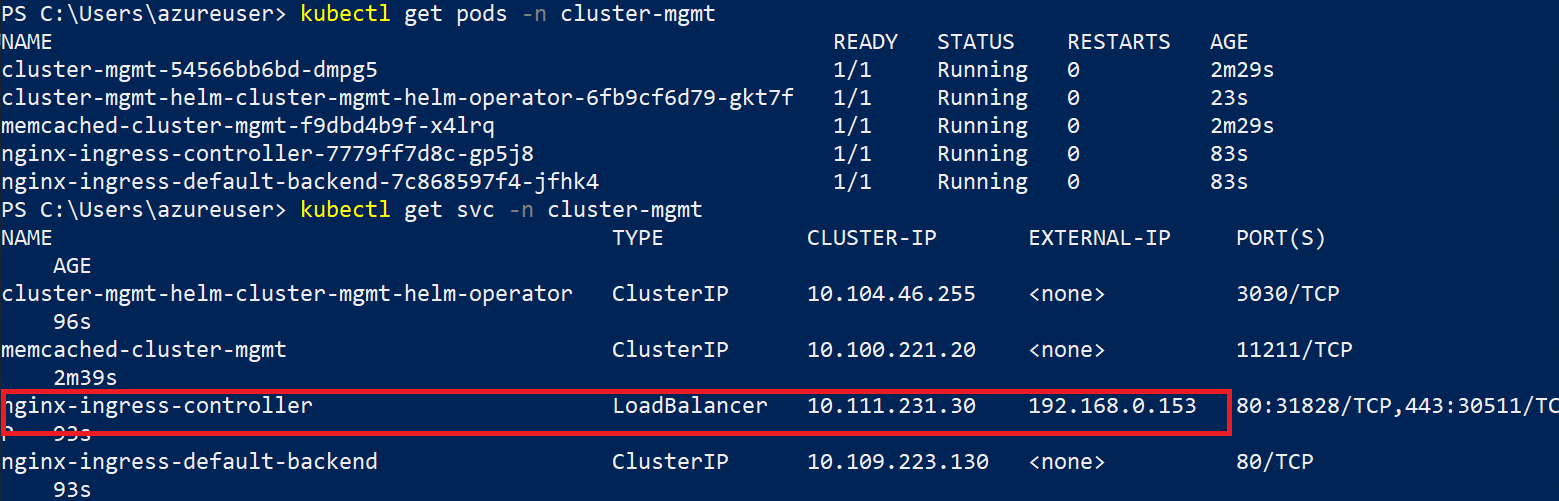 PS C:\Users\azureuser> kubectl get pods -n cluster-mgmt
NAME READY STATUS RESTARTS AGE
cluster-mgmt-54566bb6bd-dmpg5 1/1 Running 0 2m29s
cluster-mgmt-helm-cluster-mgmt-helm-operator-6fb9cf6d79-gkt7f 1/1 Running 0 23s
memcached-cluster-mgmt-f9dbd4b9f-x4lrq 1/1 Running 0 2m29s
nginx-ingress-controller-7779ff7d8c-gp5j8 1/1 Running 0 83s
nginx-ingress-default-backend-7c868597f4-jfhk4 1/1 Running 0 83s
PS C:\Users\azureuser> kubectl get svc -n cluster-mgmt
NAME TYPE CLUSTER-IP EXTERNAL-IP PORT(S)
AGE
cluster-mgmt-helm-cluster-mgmt-helm-operator ClusterIP 10.104.46.255 <none> 3030/TCP
96s
memcached-cluster-mgmt ClusterIP 10.100.221.20 <none> 11211/TCP
2m39s
nginx-ingress-controller LoadBalancer 10.111.231.30 192.168.0.153 80:31828/TCP,443:30511/TC
P 93s
nginx-ingress-default-backend ClusterIP 10.109.223.130 <none> 80/TCP
93s